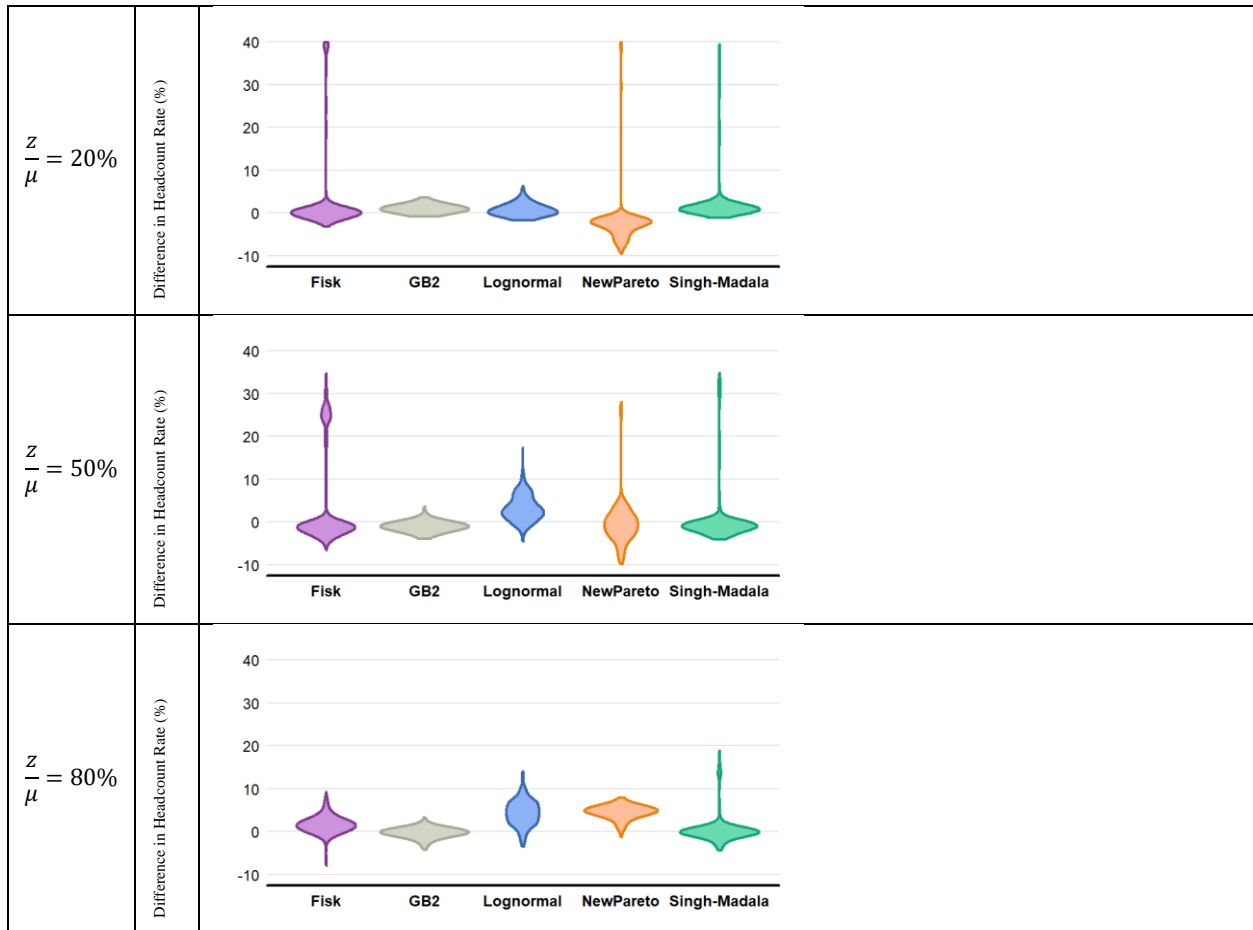 z/μ = 20%
Difference in Headcount Rate (%)
40
30
20
10
0
-10
Fisk GB2 Lognormal NewPareto Singh-Madala
z/μ = 50%
Difference in Headcount Rate (%)
40
30
20
10
0
-10
Fisk GB2 Lognormal NewPareto Singh-Madala
z/μ = 80%
Difference in Headcount Rate (%)
40
30
20
10
0
-10
Fisk GB2 Lognormal NewPareto Singh-Madala